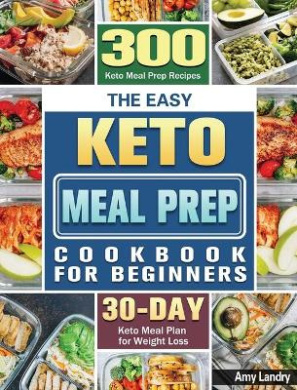 300
Keto Meal Prep Recipes
THE EASY
KETO
MEAL PREP
COOKBOOK
FOR BEGINNERS
30-DAY
Keto Meal Plan
for Weight Loss
Amy Landry